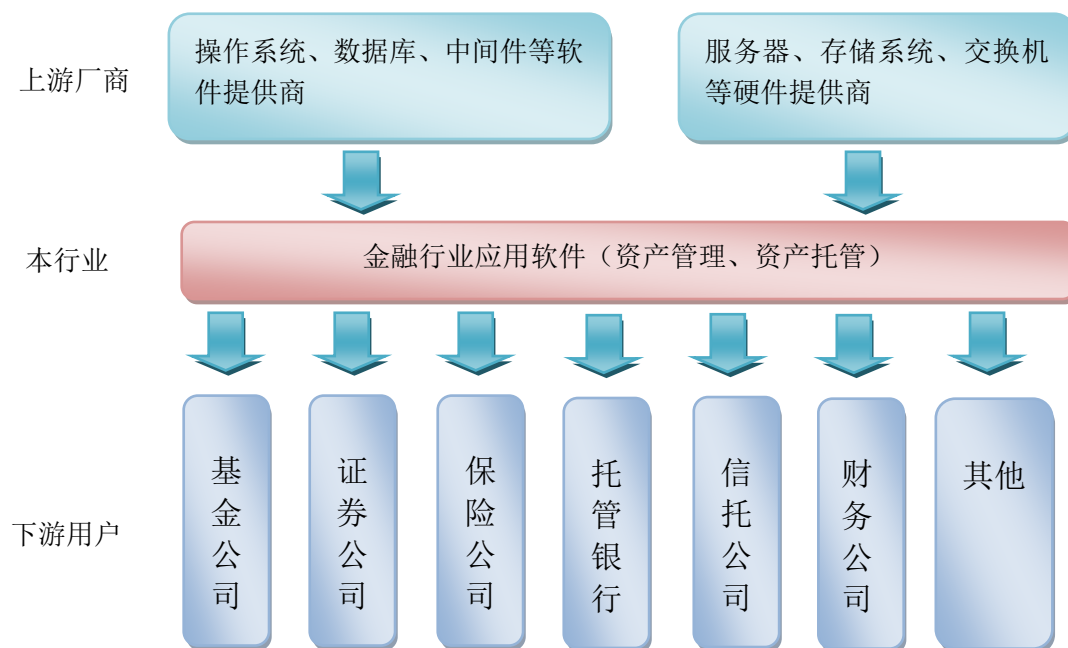 上游厂商
操作系统、数据库、中间件等软
件提供商
服务器、存储系统、交换机
等硬件提供商
本行业
金融行业应用软件（资产管理、资产托管）
下游用户
基金公司
证券公司
保险公司
托管银行
信托公司
财务公司
其他